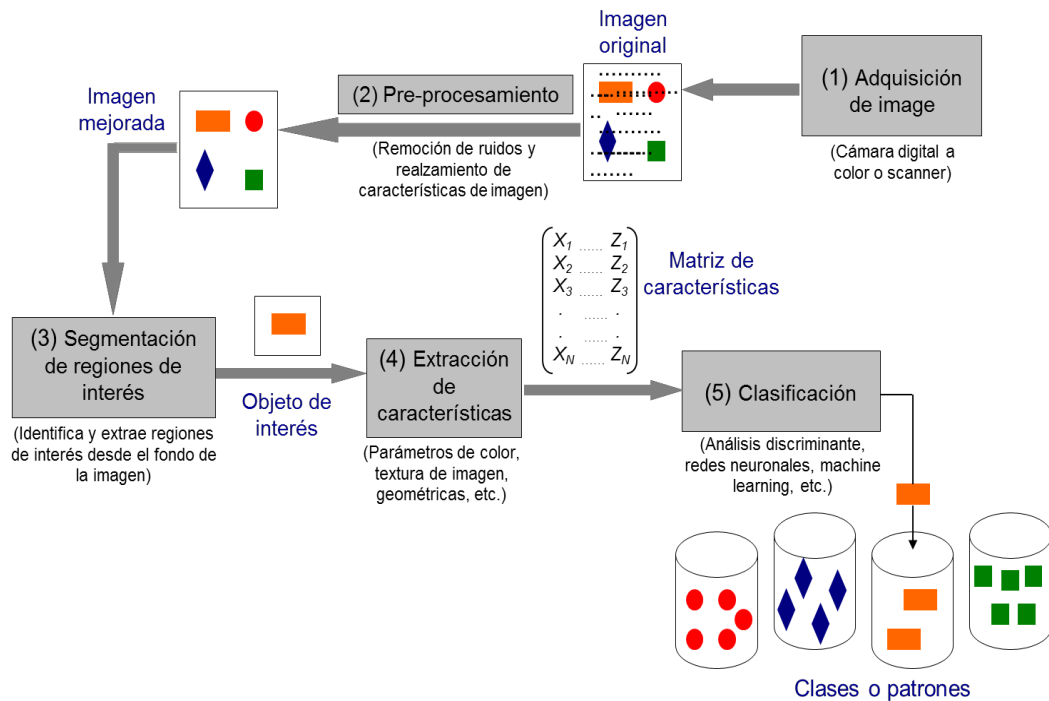 Imagen
original
(1) Adquisición
de image
(Cámara digital a
color o scanner)
(2) Pre-procesamiento
(Remoción de ruidos y
realzamiento de
características de imagen)
Imagen
mejorada
(3) Segmentación
de regiones de
interés
(Identifica y extrae regiones
de interés desde el fondo de
la imagen)
Objeto de
interés
(4) Extracción
de
características
(Parámetros de color,
textura de imagen,
geométricas, etc.)
X1 ...... Z1
X2 ...... Z2
X3 ...... Z3
. ...... .
. ...... .
XN ...... ZN
Matriz de
características
(5) Clasificación
(Análisis discriminante,
redes neuronales, machine
learning, etc.)
Clases o patrones